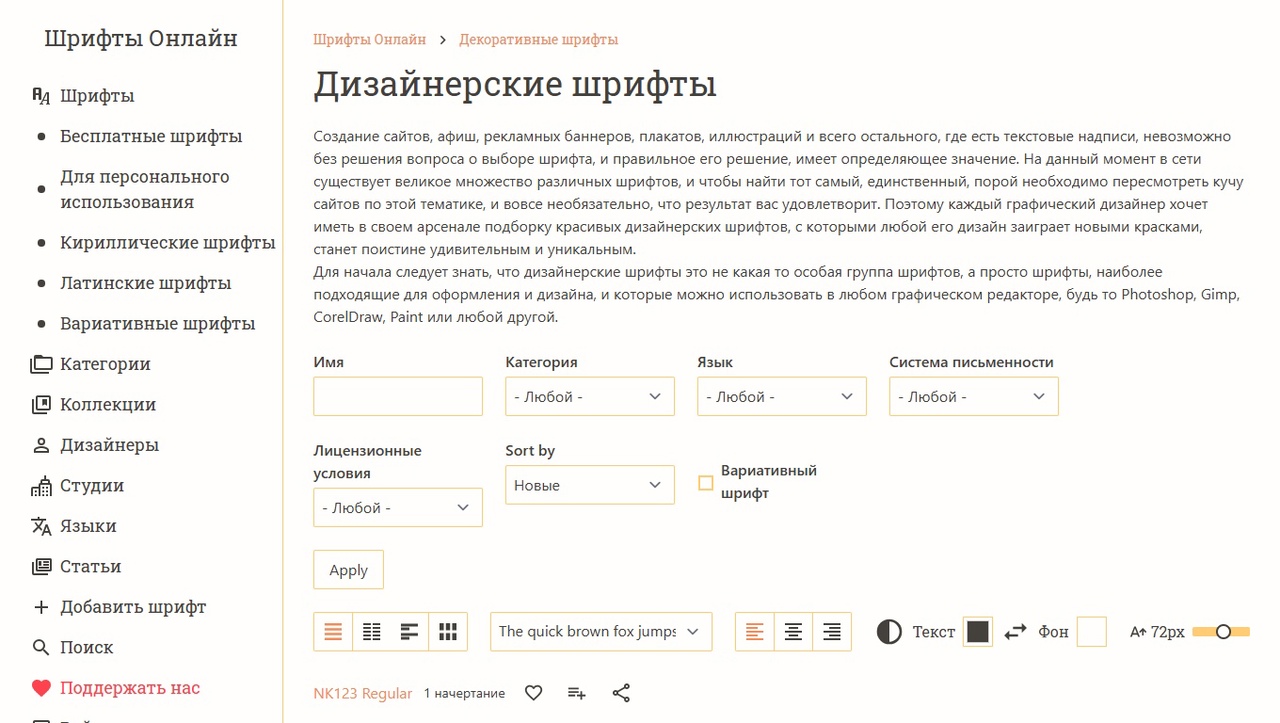 Шрифты Онлайн
Шрифты
Бесплатные шрифты
Для персонального
использования
Кириллические шрифты
Латинские шрифты
Вариативные шрифты
Категории
Коллекции
Дизайнеры
Студии
Языки
Статьи
Добавить шрифт
Поиск
Поддержать нас
Шрифты Онлайн > Декоративные шрифты
Дизайнерские шрифты
Создание сайтов, афиш, рекламных баннеров, плакатов, иллюстраций и всего остального, где есть текстовые надписи, невозможно
без решения вопроса о выборе шрифта, и правильное его решение, имеет определяющее значение. На данный момент в сети
существует великое множество различных шрифтов, и чтобы найти тот самый, единственный, порой необходимо пересмотреть кучу
сайтов по этой тематике, и вовсе необязательно, что результат вас удовлетворит. Поэтому каждый графический дизайнер хочет
иметь в своем арсенале подборку красивых дизайнерских шрифтов, с которыми любой его дизайн заиграет новыми красками,
станет поистине удивительным и уникальным.
Для начала следует знать, что дизайнерские шрифты это не какая то особая группа шрифтов, а просто шрифты, наиболее
подходящие для оформления и дизайна, и которые можно использовать в любом графическом редакторе, будь то Photoshop, Gimp,
CorelDraw, Paint или любой другой.
Имя Категория Язык Система письменности
- Любой - - Любой - - Любой -
Лицензионные
условия
- Любой -
Sort by
Новые
Вариативный
шрифт
Apply
The quick brown fox jumps Текст Фон 72px
NK123 Regular 1 начертание